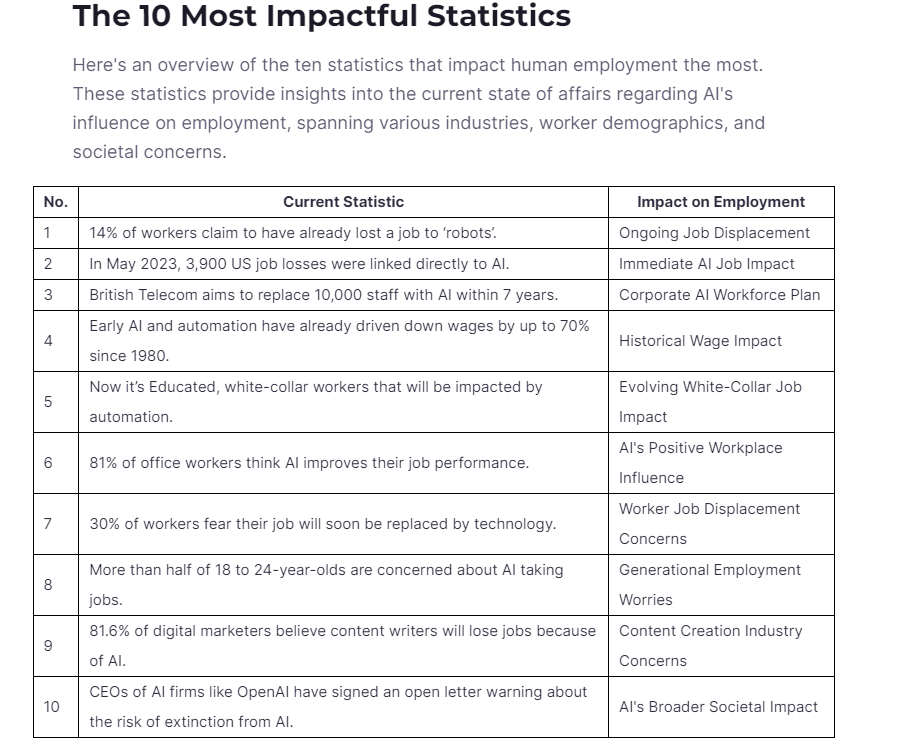 The 10 Most Impactful Statistics
Here's an overview of the ten statistics that impact human employment the most.
These statistics provide insights into the current state of affairs regarding AI's
influence on employment, spanning various industries, worker demographics, and
societal concerns.
No. Current Statistic Impact on Employment
1 14% of workers claim to have already lost a job to ‘robots’. Ongoing Job Displacement
2 In May 2023, 3,900 US job losses were linked directly to AI. Immediate AI Job Impact
3 British Telecom aims to replace 10,000 staff with AI within 7 years. Corporate AI Workforce Plan
4 Early AI and automation have already driven down wages by up to 70%
since 1980. Historical Wage Impact
5 Now it’s Educated, white-collar workers that will be impacted by
automation. Evolving White-Collar Job
Impact
6 81% of office workers think AI improves their job performance. AI's Positive Workplace
Influence
7 30% of workers fear their job will soon be replaced by technology. Worker Job Displacement
Concerns
8 More than half of 18 to 24-year-olds are concerned about AI taking
jobs. Generational Employment
Worries
9 81.6% of digital marketers believe content writers will lose jobs because
of AI. Content Creation Industry
Concerns
10 CEOs of AI firms like OpenAI have signed an open letter warning about
the risk of extinction from AI. AI's Broader Societal Impact